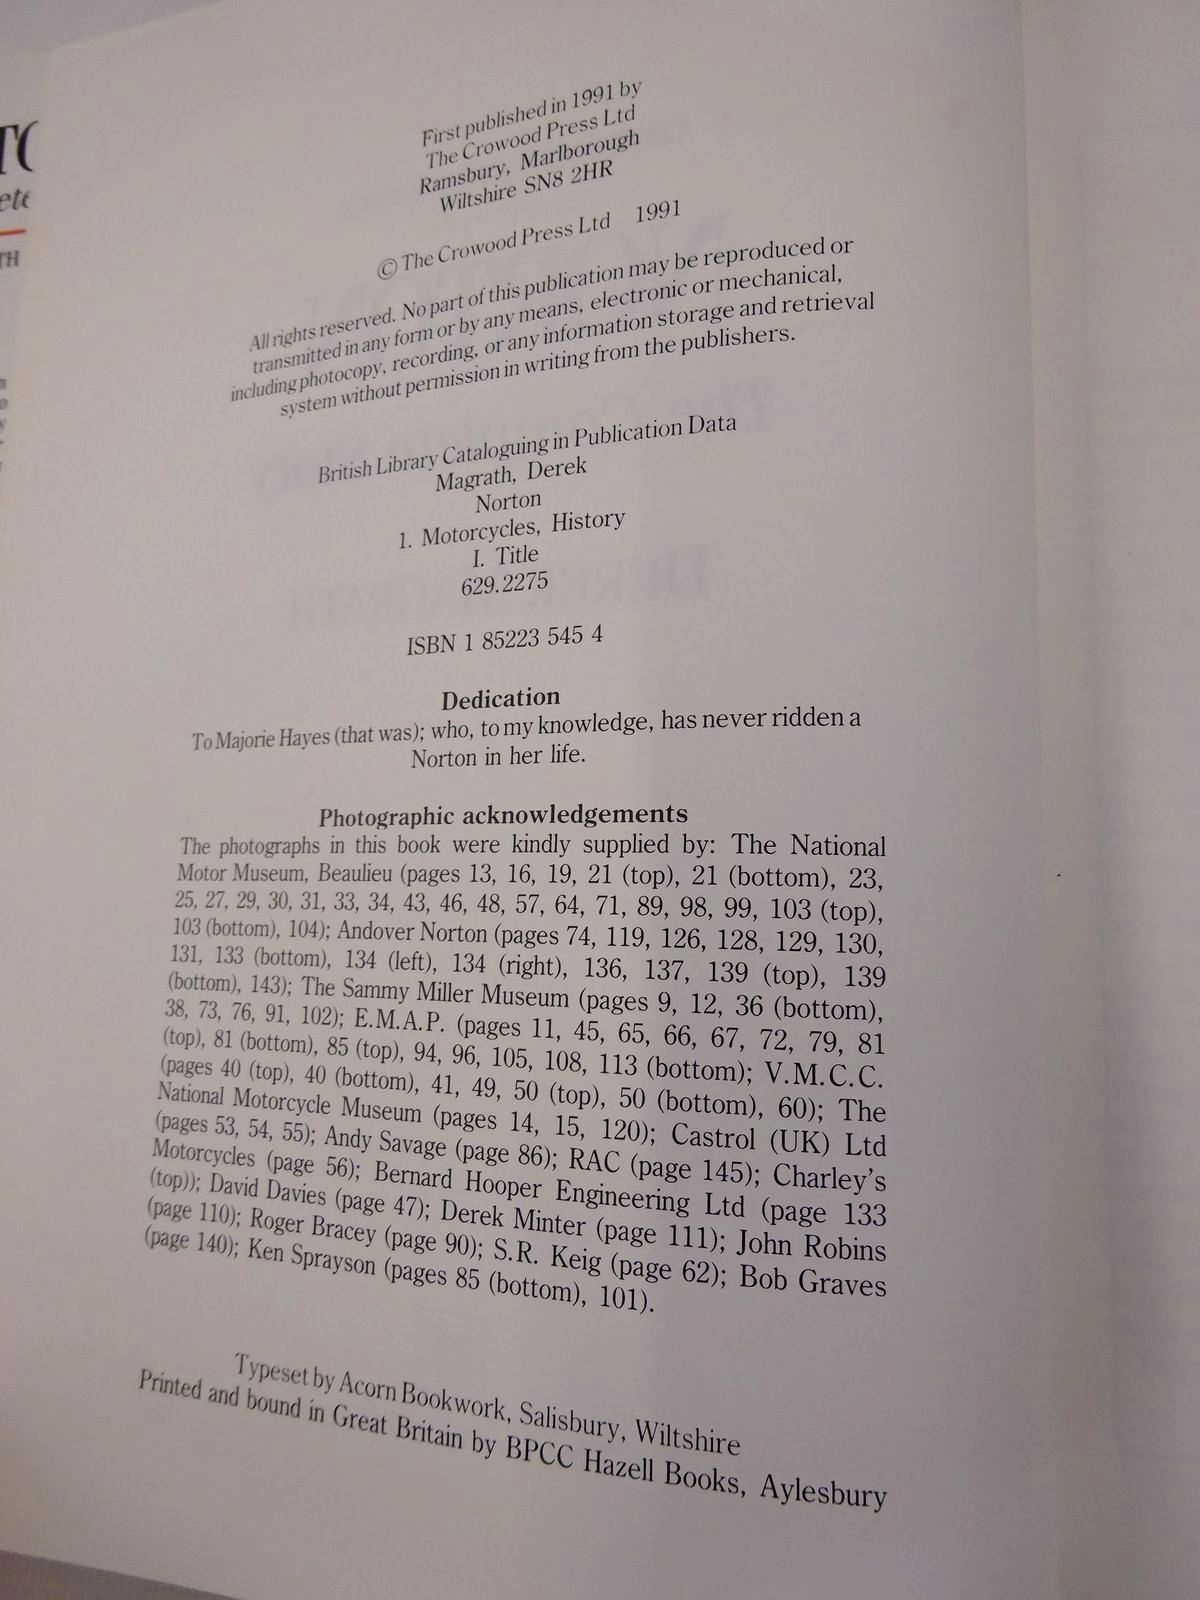 First published in 1991 by
The Crowood Press Ltd
Ramsbury, Marlborough
Wiltshire SN8 2HR
© The Crowood Press Ltd 1991
All rights reserved. No part of this publication may be reproduced or
transmitted in any form or by any means, electronic or mechanical,
including photocopy, recording, or any information storage and retrieval
system without permission in writing from the publishers.
British Library Cataloguing in Publication Data
Magrath, Derek
Norton
1. Motorcycles, History
I. Title
629.2275
ISBN 1 85223 545 4
Dedication
To Majorie Hayes (that was); who, to my knowledge, has never ridden a
Norton in her life.
Photographic acknowledgements
The photographs in this book were kindly supplied by: The National
Motor Museum, Beaulieu (pages 13, 16, 19, 21 (top), 21 (bottom), 23,
25, 27, 29, 30, 31, 33, 34, 43, 46, 48, 57, 64, 71, 89, 98, 99, 103 (top),
103 (bottom), 104); Andover Norton (pages 74, 119, 126, 128, 129, 130,
131, 133 (bottom), 134 (left), 134 (right), 136, 137, 139 (top), 139
(bottom), 143); The Sammy Miller Museum (pages 9, 12, 36 (bottom),
38, 73, 76, 91, 102); E.M.A.P. (pages 11, 45, 65, 66, 67, 72, 79, 81
(top), 81 (bottom), 85 (top), 94, 96, 105, 108, 113 (bottom); V.M.C.C.
(pages 40 (top), 40 (bottom), 41, 49, 50 (top), 50 (bottom), 60); The
National Motorcycle Museum (pages 14, 15, 120); Castrol (UK) Ltd
(pages 53, 54, 55); Andy Savage (page 86); RAC (page 145); Charley's
Motorcycles (page 56); Bernard Hooper Engineering Ltd (page 133
(top)); David Davies (page 47); Derek Minter (page 111); John Robins
(page 110); Roger Bracey (page 90); S.R. Keig (page 62); Bob Graves
(page 140); Ken Sprayson (pages 85 (bottom), 101).
Typeset by Acorn Bookwork, Salisbury, Wiltshire
Printed and bound in Great Britain by BPCC Hazell Books, Aylesbury